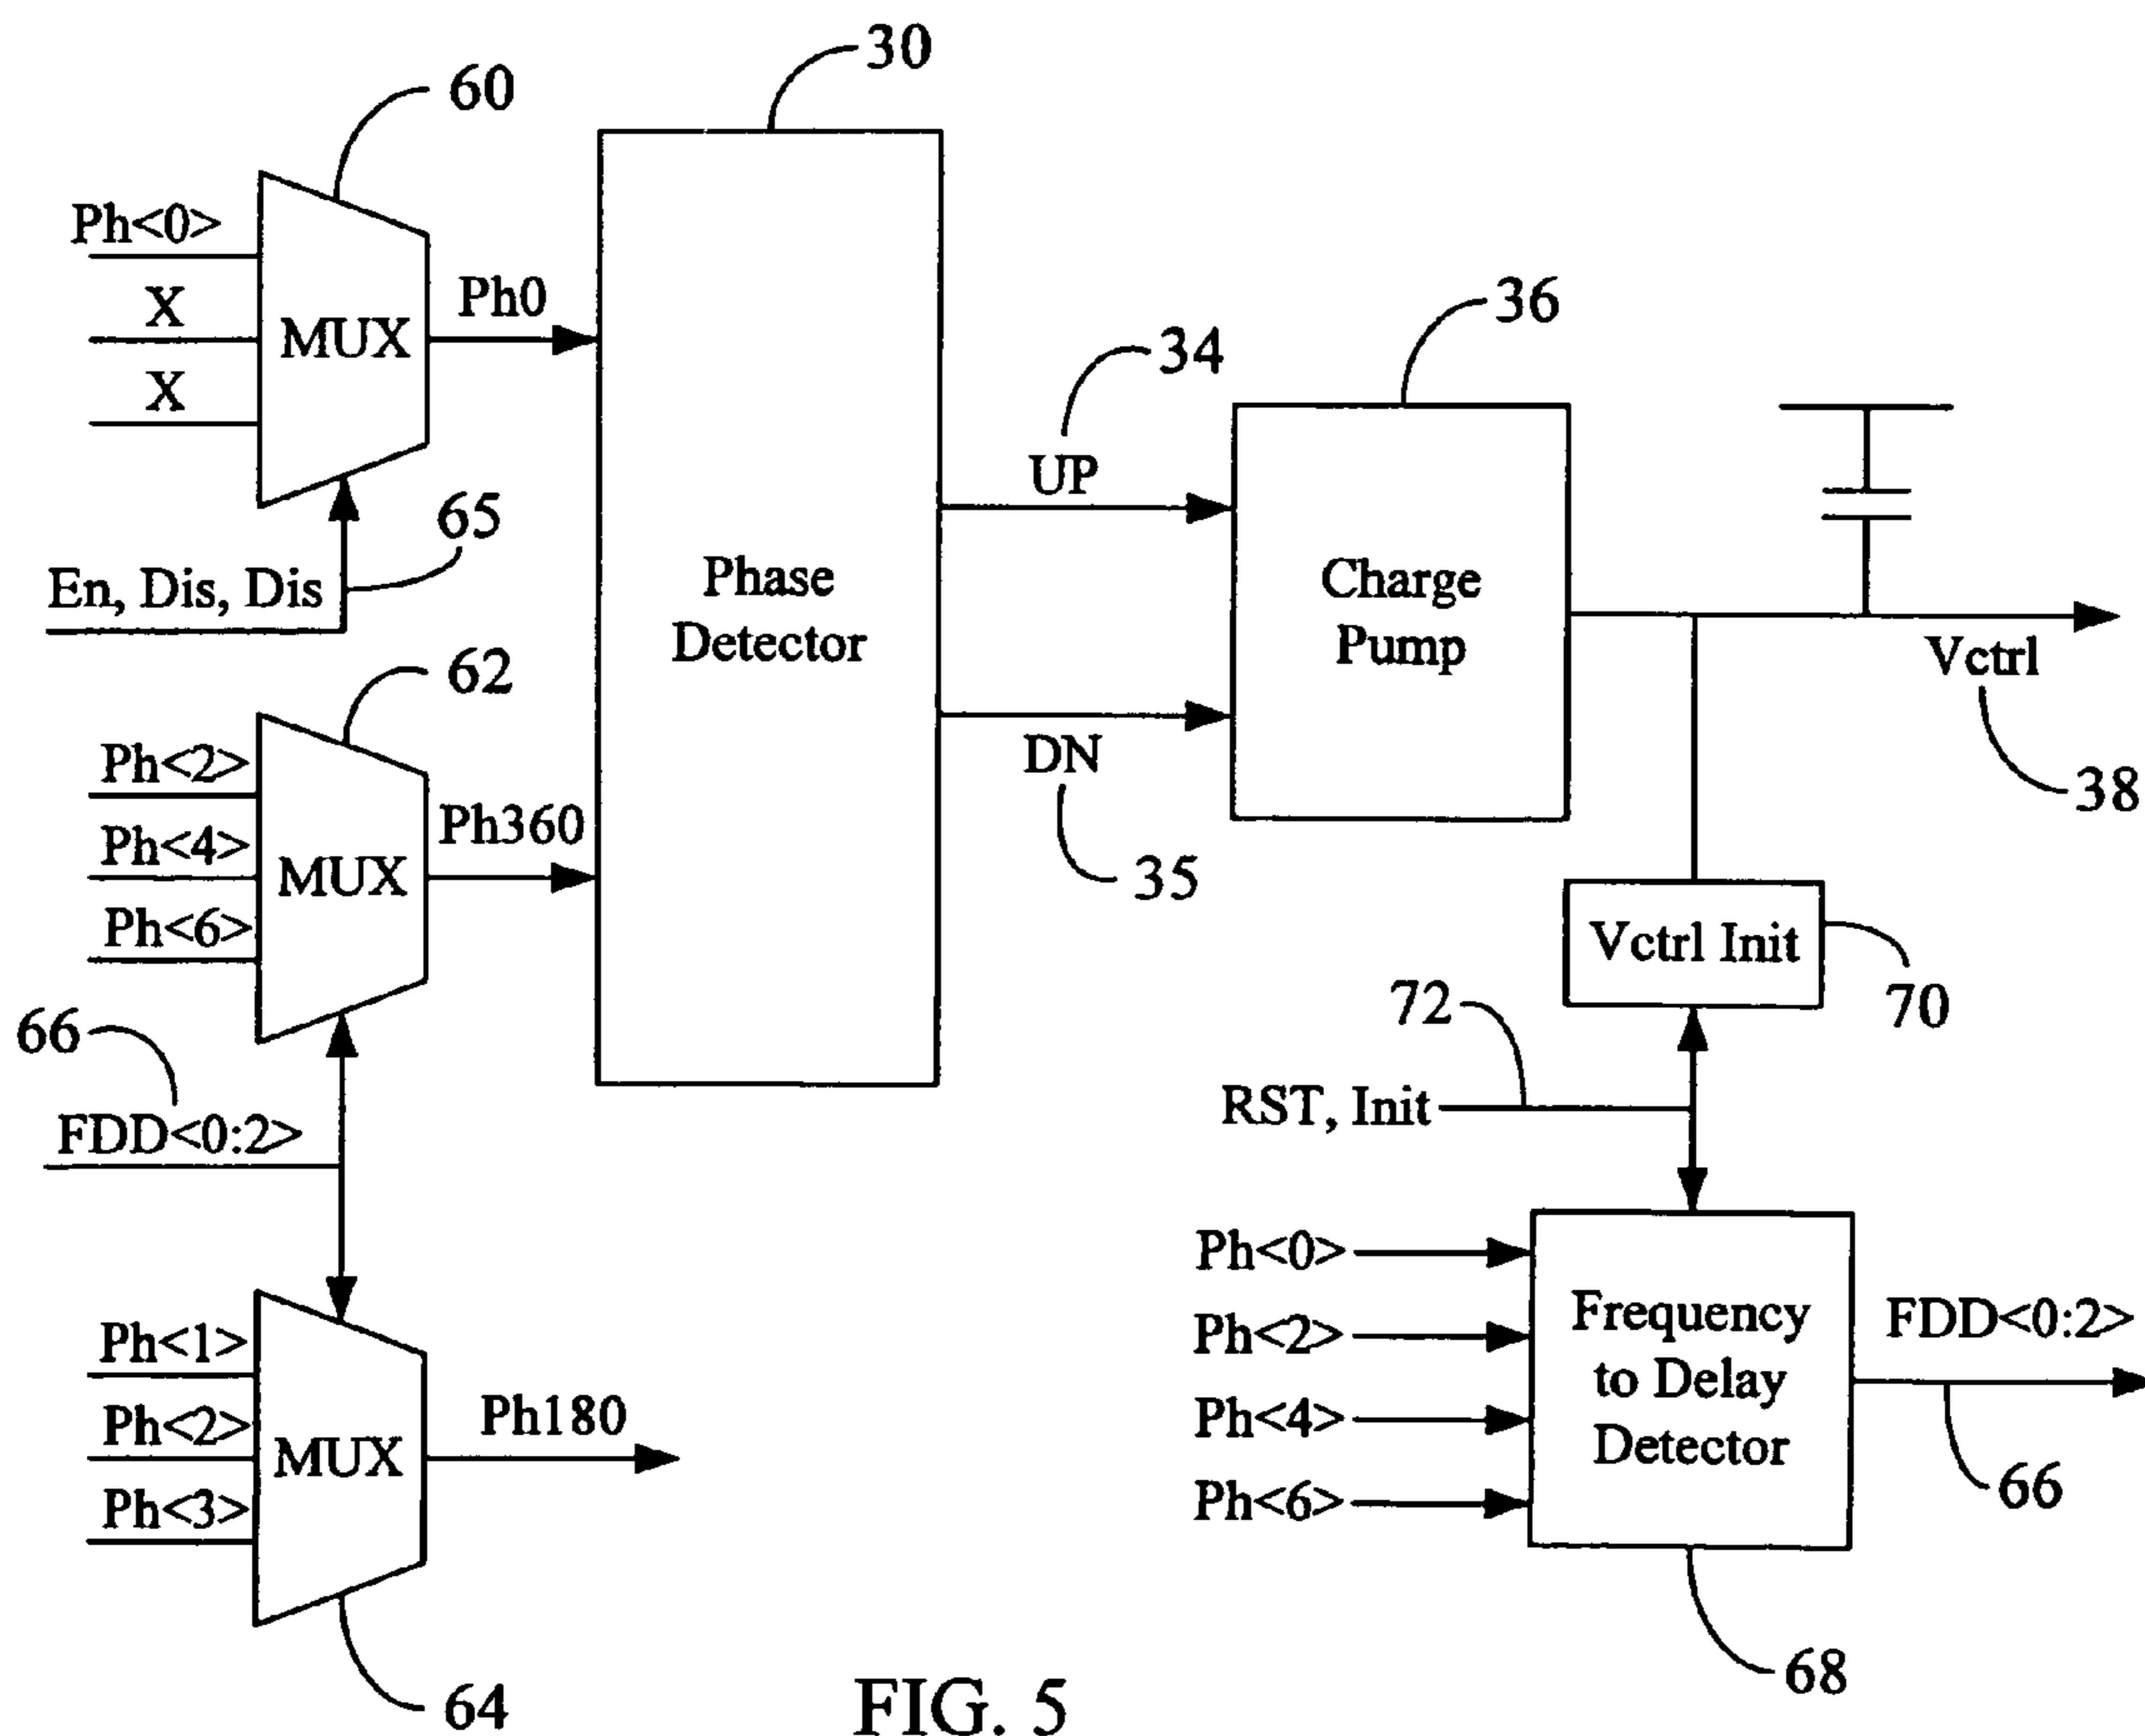 30
60
Ph<0>
X
X
MUX
Ph0
36
34
UP
65
En, Dis, Dis
Phase
Detector
Charge
Pump
Vctrl
38
62
Ph<2>
Ph<4>
Ph<6>
MUX
Ph360
DN
35
Vctrl Init
70
72
66
RST, Init
FDD<0:2>
Ph<0>
Ph<2>
Ph<4>
Ph<6>
Frequency
to Delay
Detector
FDD<0:2>
66
Ph<1>
Ph<2>
Ph<3>
MUX
Ph180
68
64
FIG. 5